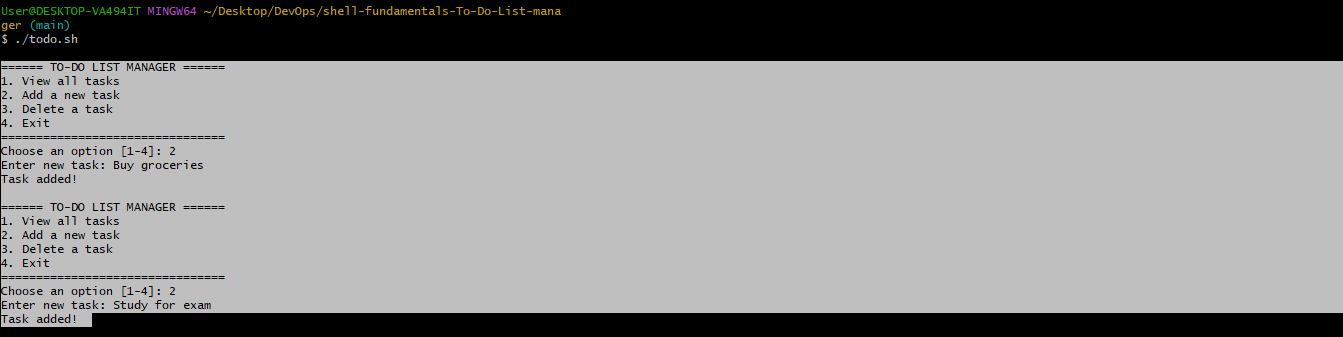 User@DESKTOP-VA494IT MINGW64 ~/Desktop/DevOps/shell-fundamentals-To-Do-List-mana
ger (main)
$ ./todo.sh
====== TO-DO LIST MANAGER ======
1. View all tasks
2. Add a new task
3. Delete a task
4. Exit
================================
Choose an option [1-4]: 2
Enter new task: Buy groceries
Task added!
====== TO-DO LIST MANAGER ======
1. View all tasks
2. Add a new task
3. Delete a task
4. Exit
================================
Choose an option [1-4]: 2
Enter new task: Study for exam
Task added!